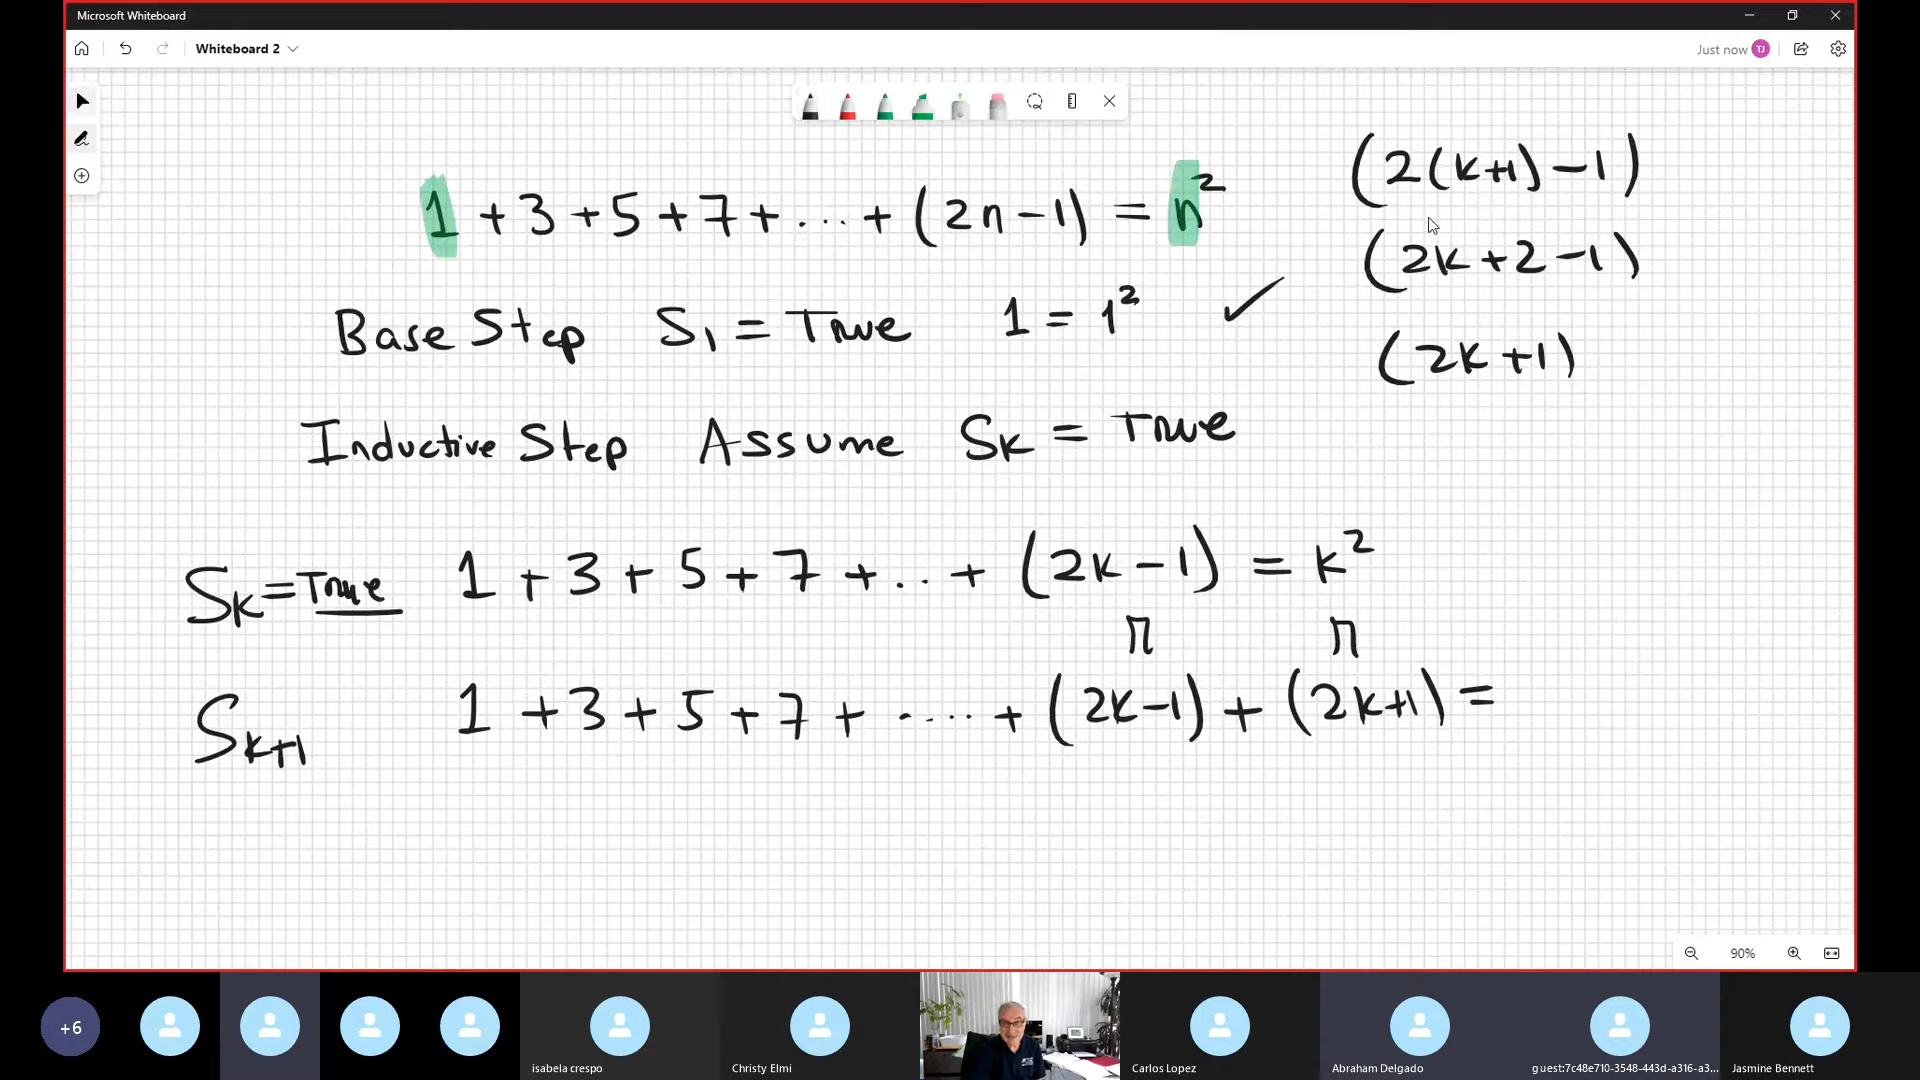 Microsoft Whiteboard
Whiteboard 2
Just now TJ
1 + 3 + 5 + 7 + ... + (2n - 1) = n²
(2(k+1) - 1)
(2k + 2 - 1)
(2k + 1)
Base Step S₁ = True 1 = 1² ✓
Inductive Step Assume Sₖ = True
Sₖ = True 1 + 3 + 5 + 7 + .. + (2k - 1) = k²
Π Π
Sₖ₊₁ 1 + 3 + 5 + 7 + .... + (2k-1) + (2k+1) =
90%
+6
isabela crespo
Christy Elmi
Carlos Lopez
Abraham Delgado
guest:7c48e710-3548-443d-a316-a3...
Jasmine Bennett